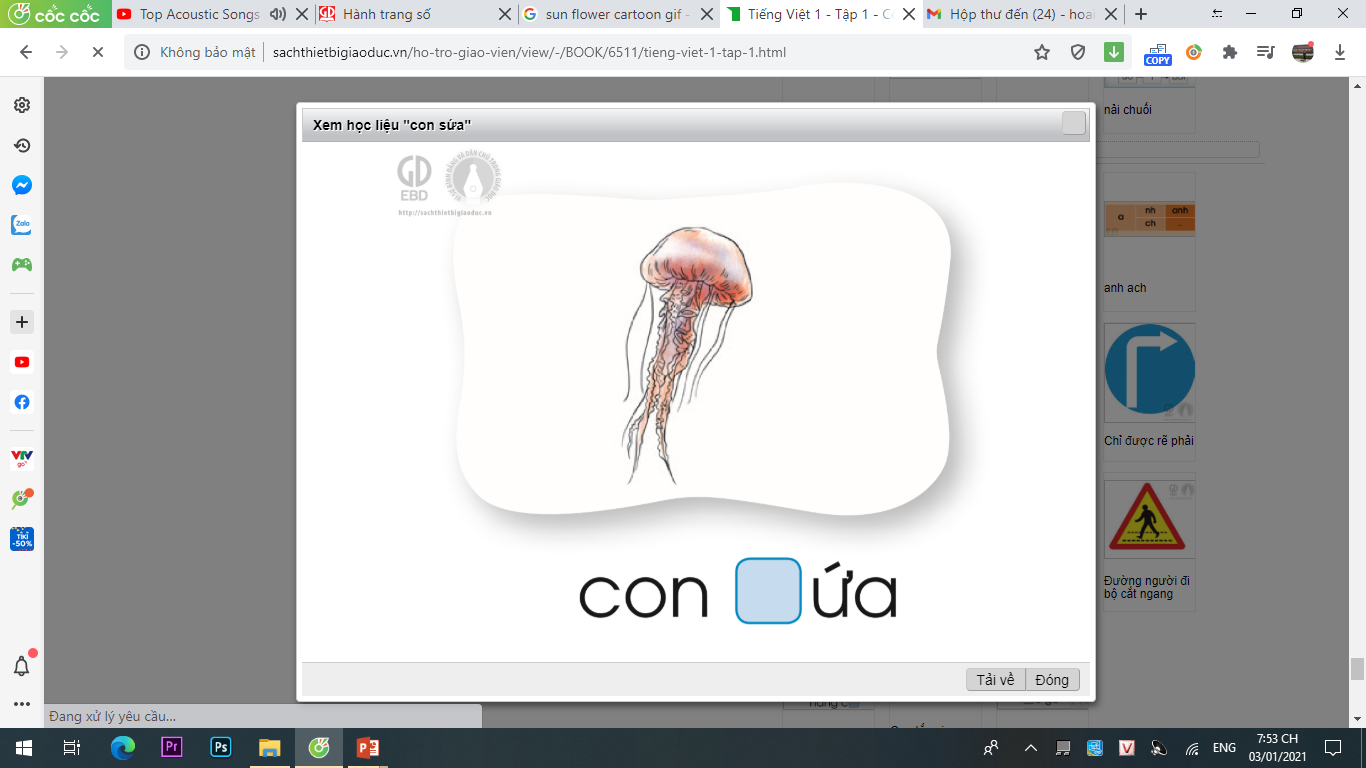 cốc cốc
Top Acoustic Songs
Hành trang số
sun flower cartoon gif -
Tiếng Việt 1 - Tập 1 - C
Hộp thư đến (24) - hoai
Không bảo mật
sachthietbigiaoduc.vn/ho-tro-giao-vien/view/-/BOOK/6511/tieng-viet-1-tap-1.html
COPY
nải chuối
Xem học liệu "con sứa"
GD
EBD
http://sachthietbigiaoduc.vn
Zalo
a nh anh
ch ...
anh ach
Chỉ được rẽ phải
VTV
go
TIKI
-50%
Đường người đi
bộ cắt ngang
con ứa
Tải về Đóng
Đang xử lý yêu cầu...
Pr
Ps
ENG
7:53 CH
03/01/2021